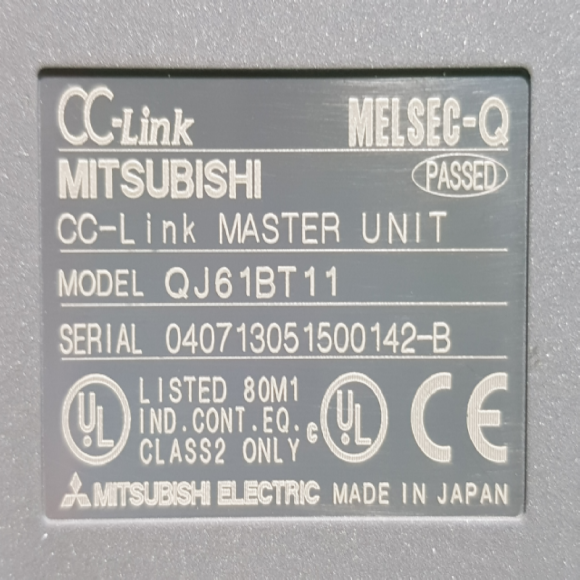 CC-Link MELSEC-Q
MITSUBISHI PASSED
CC-Link MASTER UNIT
MODEL QJ61BT11
SERIAL 040713051500142-B
UL LISTED 80M1 c UL CE
IND.CONT.EQ.
CLASS2 ONLY
MITSUBISHI ELECTRIC MADE IN JAPAN